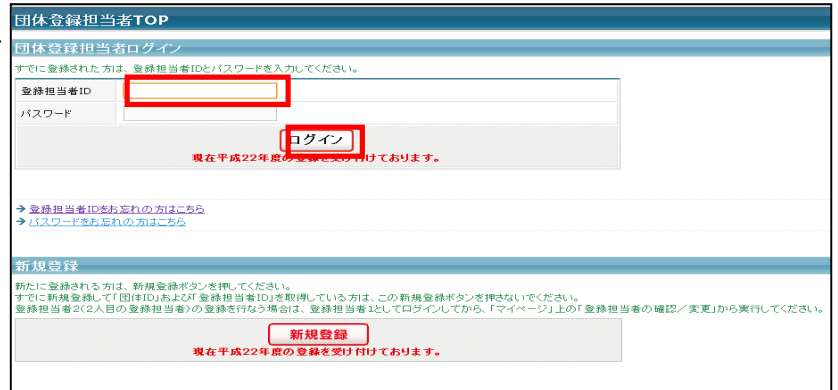 団体登録担当者TOP
団体登録担当者ログイン
すでに登録された方は、登録担当者IDとパスワードを入力してください。
登録担当者ID
パスワード
ログイン
現在平成22年度の登録を受け付けております。
→ 登録担当者IDをお忘れの方はこちら
→ パスワードをお忘れの方はこちら
新規登録
新たに登録される方は、新規登録ボタンを押してください。
すでに新規登録して「団体ID」および「登録担当者ID」を取得している方は、この新規登録ボタンを押さないでください。
登録担当者2(2人目の登録担当者)の登録を行なう場合は、登録担当者1としてログインしてから、「マイページ」上の「登録担当者の確認／変更」から実行してください。
新規登録
現在平成22年度の登録を受け付けております。